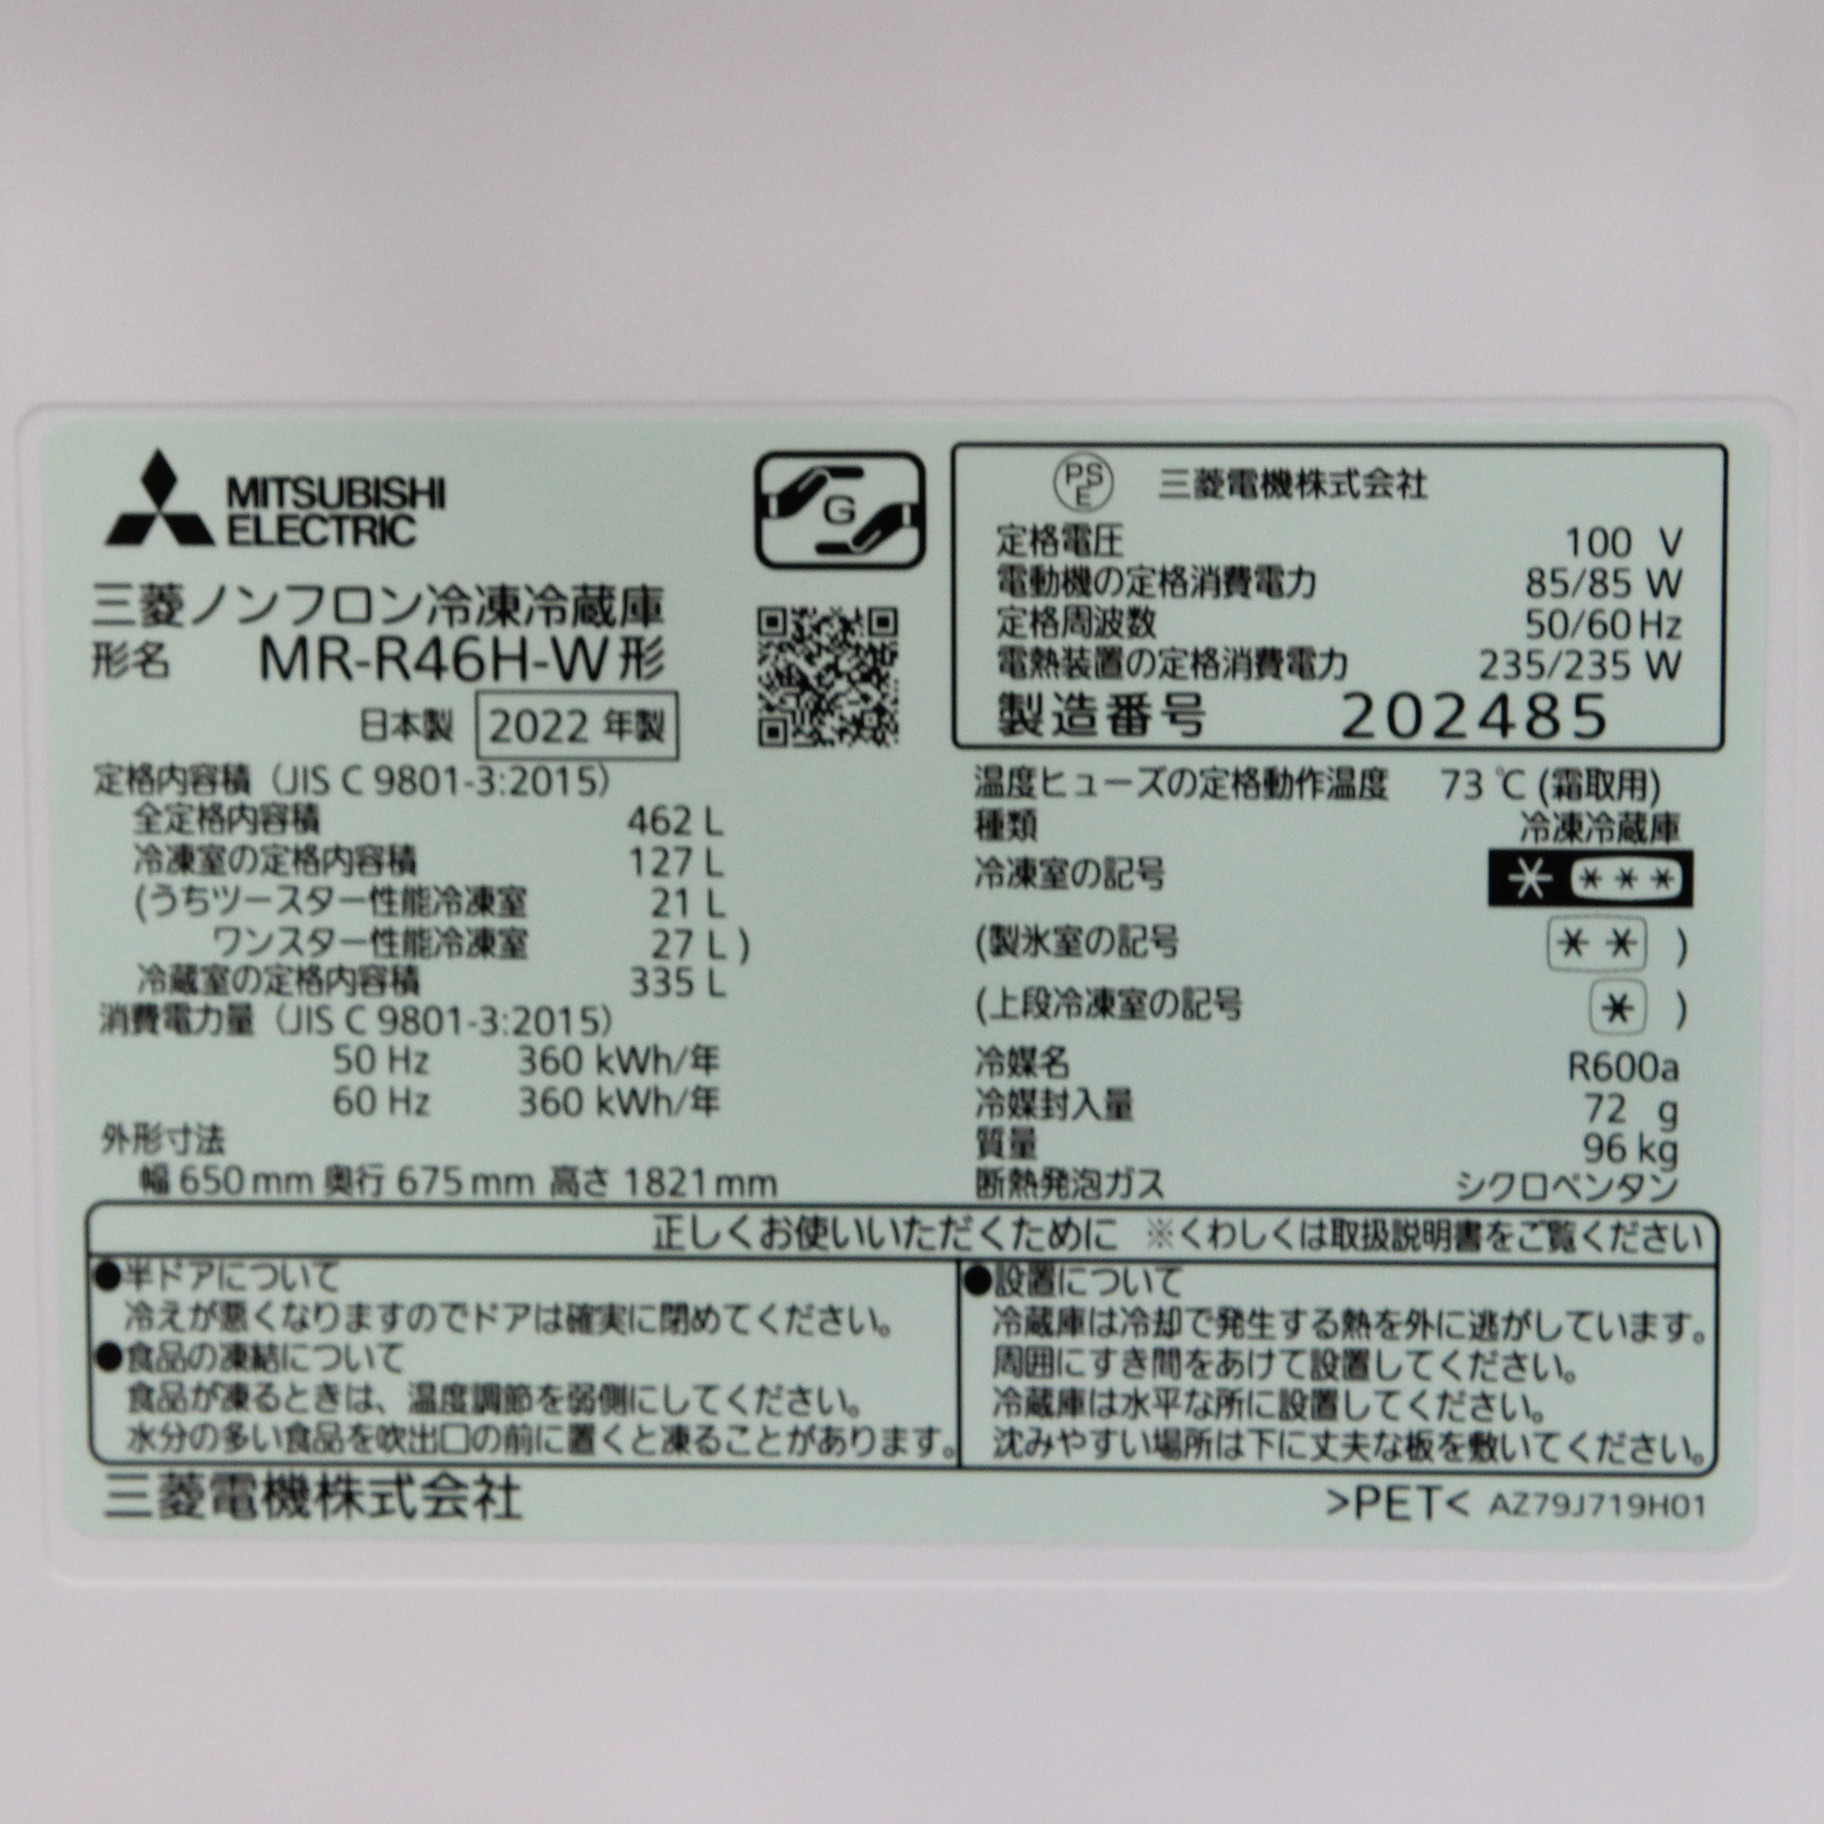 MITSUBISHI
ELECTRIC
G
三菱ノンフロン冷凍冷蔵庫
形名 MR-R46H-W形
日本製 2022 年製
定格内容積（JIS C 9801-3:2015）
全定格内容積 462 L
冷凍室の定格内容積 127 L
(うちツースター性能冷凍室 21 L
ワンスター性能冷凍室 27 L )
冷蔵室の定格内容積 335 L
消費電力量（JIS C 9801-3:2015）
50 Hz 360 kWh/年
60 Hz 360 kWh/年
外形寸法
幅 650 mm 奥行 675 mm 高さ 1821 mm
PSE 三菱電機株式会社
定格電圧 100 V
電動機の定格消費電力 85/85 W
定格周波数 50/60 Hz
電熱装置の定格消費電力 235/235 W
製造番号 202485
温度ヒューズの定格動作温度 73 ℃ (霜取用)
種類 冷凍冷蔵庫
冷凍室の記号 * ***
(製氷室の記号 ** )
(上段冷凍室の記号 * )
冷媒名 R600a
冷媒封入量 72 g
質量 96 kg
断熱発泡ガス シクロペンタン
正しくお使いいただくために ※くわしくは取扱説明書をご覧ください
●半ドアについて
冷えが悪くなりますのでドアは確実に閉めてください。
●食品の凍結について
食品が凍るときは、温度調節を弱側にしてください。
水分の多い食品を吹出口の前に置くと凍ることがあります。
●設置について
冷蔵庫は冷却で発生する熱を外に逃がしています。
周囲にすき間をあけて設置してください。
冷蔵庫は水平な所に設置してください。
沈みやすい場所は下に丈夫な板を敷いてください。
三菱電機株式会社
>PET< AZ79J719H01